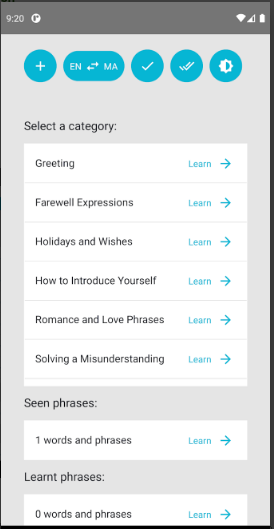 9:20
EN MA
Select a category:
Greeting Learn
Farewell Expressions Learn
Holidays and Wishes Learn
How to Introduce Yourself Learn
Romance and Love Phrases Learn
Solving a Misunderstanding Learn
Seen phrases:
1 words and phrases Learn
Learnt phrases:
0 words and phrases Learn